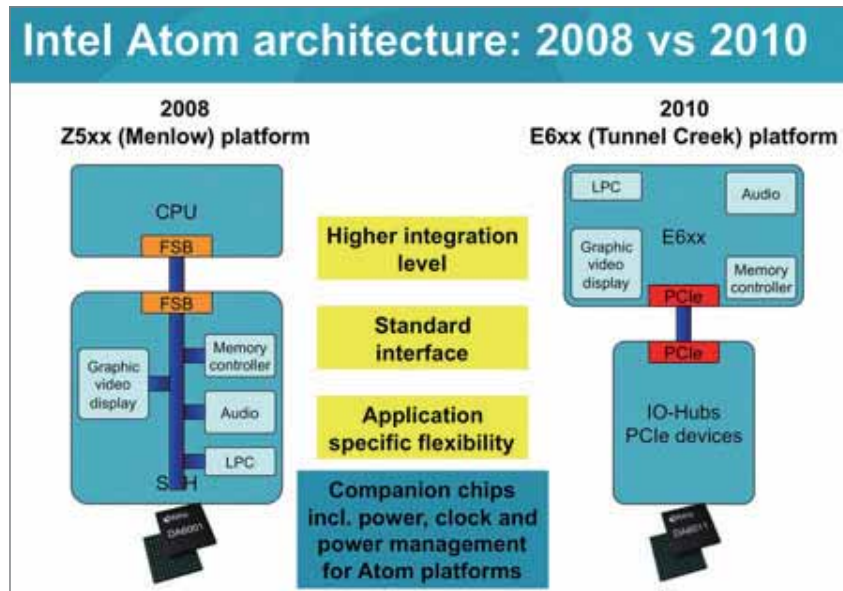 Intel Atom architecture: 2008 vs 2010
2008
Z5xx (Menlow) platform
CPU
FSB
FSB
Graphic
video
display
Memory
controller
Audio
LPC
Higher integration
level
Standard
interface
Application
specific flexibility
Companion chips
incl. power, clock and
power management
for Atom platforms
DA6001
2010
E6xx (Tunnel Creek) platform
LPC
Audio
E6xx
Graphic
video
display
Memory
controller
PCIe
PCIe
IO-Hubs
PCIe devices
DA6011